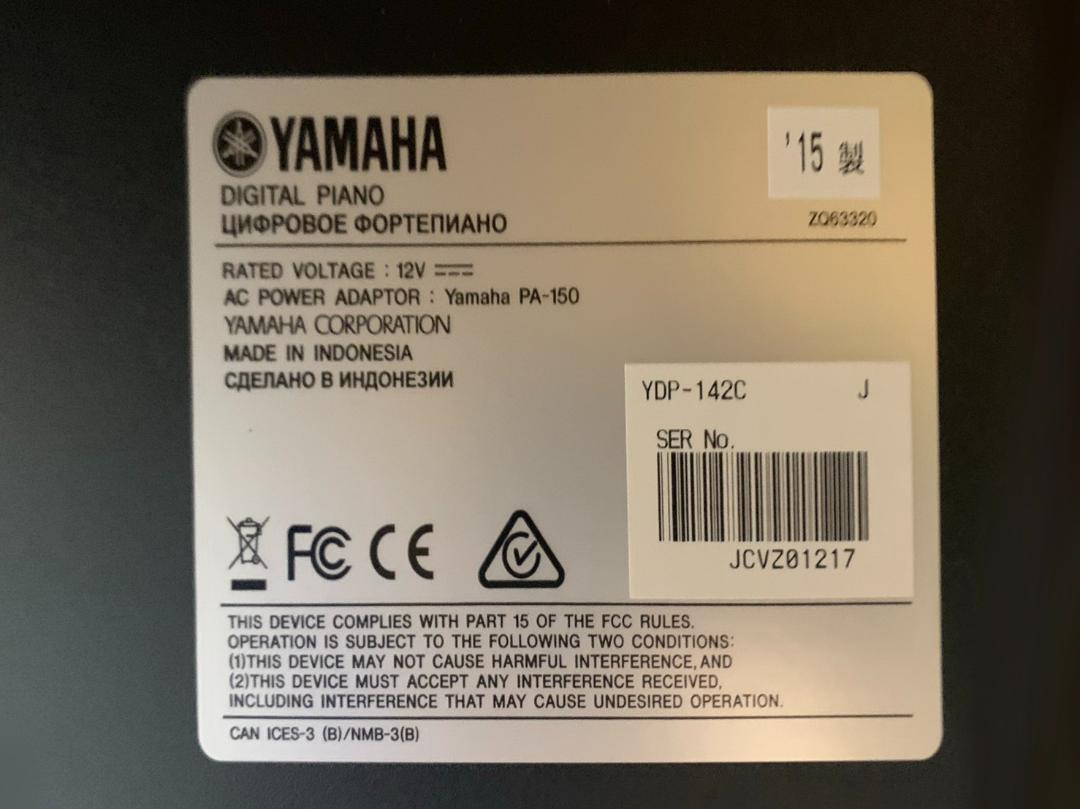 YAMAHA
'15 製
DIGITAL PIANO
ЦИФРОВОЕ ФОРТЕПИАНО
ZQ63320
RATED VOLTAGE : 12V
AC POWER ADAPTOR : Yamaha PA-150
YAMAHA CORPORATION
MADE IN INDONESIA
СДЕЛАНО В ИНДОНЕЗИИ
YDP-142C J
SER No.
JCVZ01217
FC CE
THIS DEVICE COMPLIES WITH PART 15 OF THE FCC RULES.
OPERATION IS SUBJECT TO THE FOLLOWING TWO CONDITIONS:
(1)THIS DEVICE MAY NOT CAUSE HARMFUL INTERFERENCE, AND
(2)THIS DEVICE MUST ACCEPT ANY INTERFERENCE RECEIVED,
INCLUDING INTERFERENCE THAT MAY CAUSE UNDESIRED OPERATION.
CAN ICES-3 (B)/NMB-3(B)